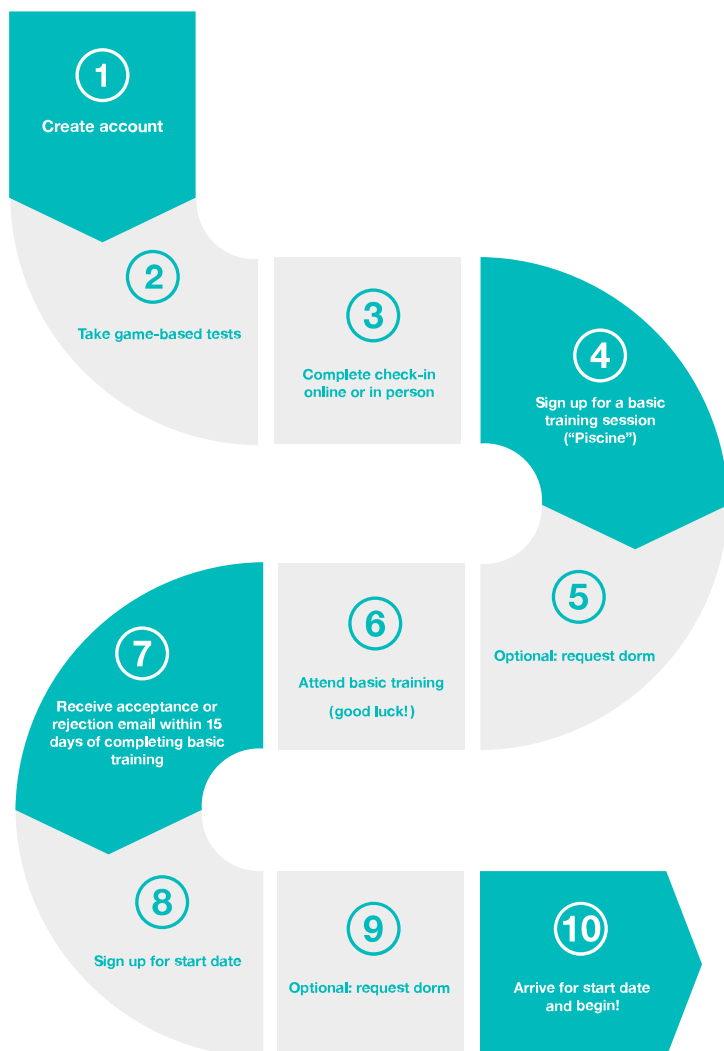 1
Create account
2
Take game-based tests
3
Complete check-in
online or in person
4
Sign up for a basic
training session
(“Piscine”)
5
Optional: request dorm
6
Attend basic training
(good luck!)
7
Receive acceptance or
rejection email within 15
days of completing basic
training
8
Sign up for start date
9
Optional: request dorm
10
Arrive for start date
and begin!